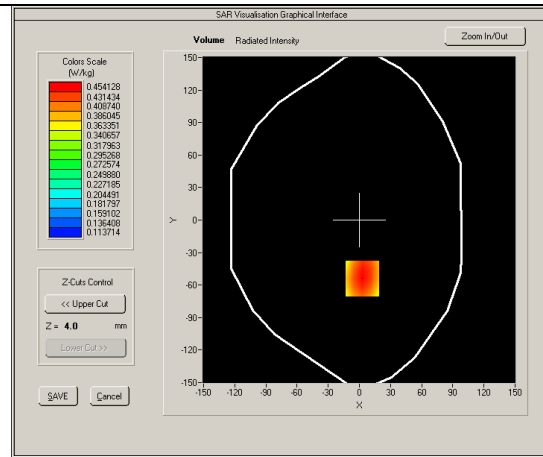 SAR Visualisation Graphical Interface
Volume Radiated Intensity
Zoom In/Out
Colors Scale
(W/kg)
0.454128
0.431434
0.408740
0.386045
0.363351
0.340657
0.317963
0.295268
0.272574
0.249880
0.227185
0.204491
0.181797
0.159102
0.136408
0.113714
Z-Cuts Control
<< Upper Cut
Z = 4.0 mm
Lower Cut >>
SAVE
Cancel
150
120
90
60
30
0
-30
-60
-90
-120
-150
Y
-150 -120 -90 -60 -30 0 30 60 90 120 150
X